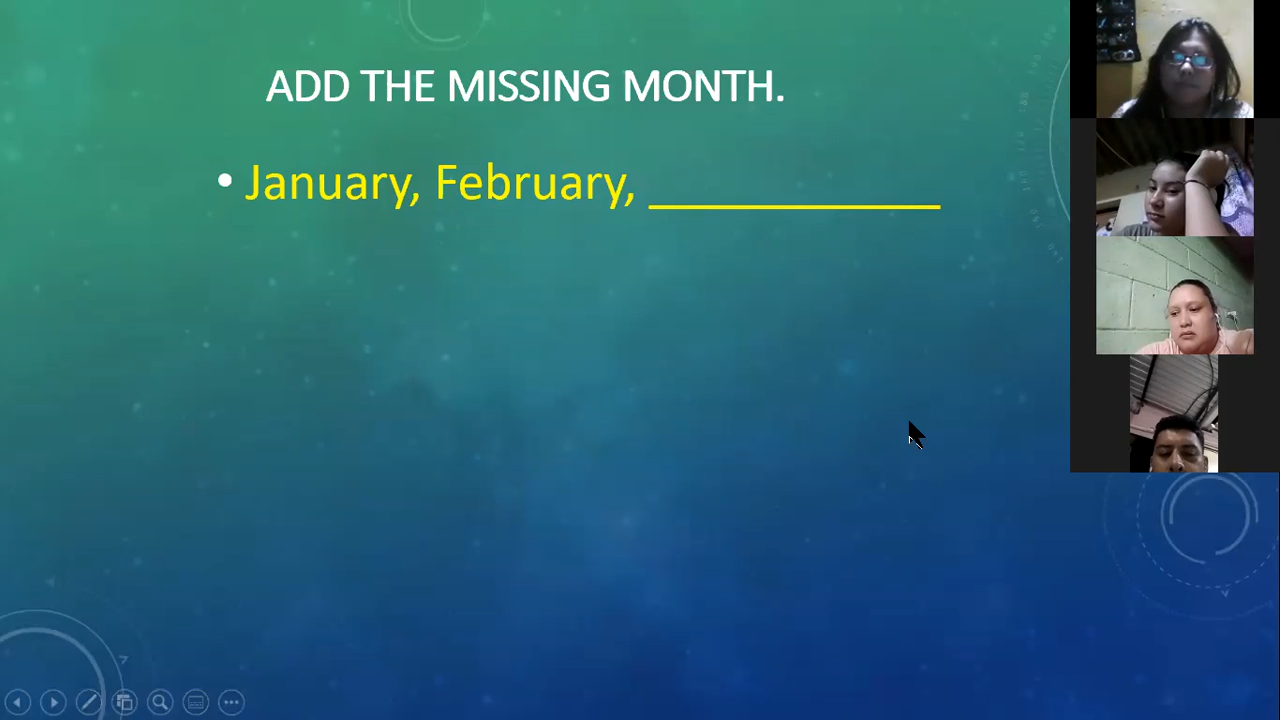 ADD THE MISSING MONTH.
• January, February, ____________